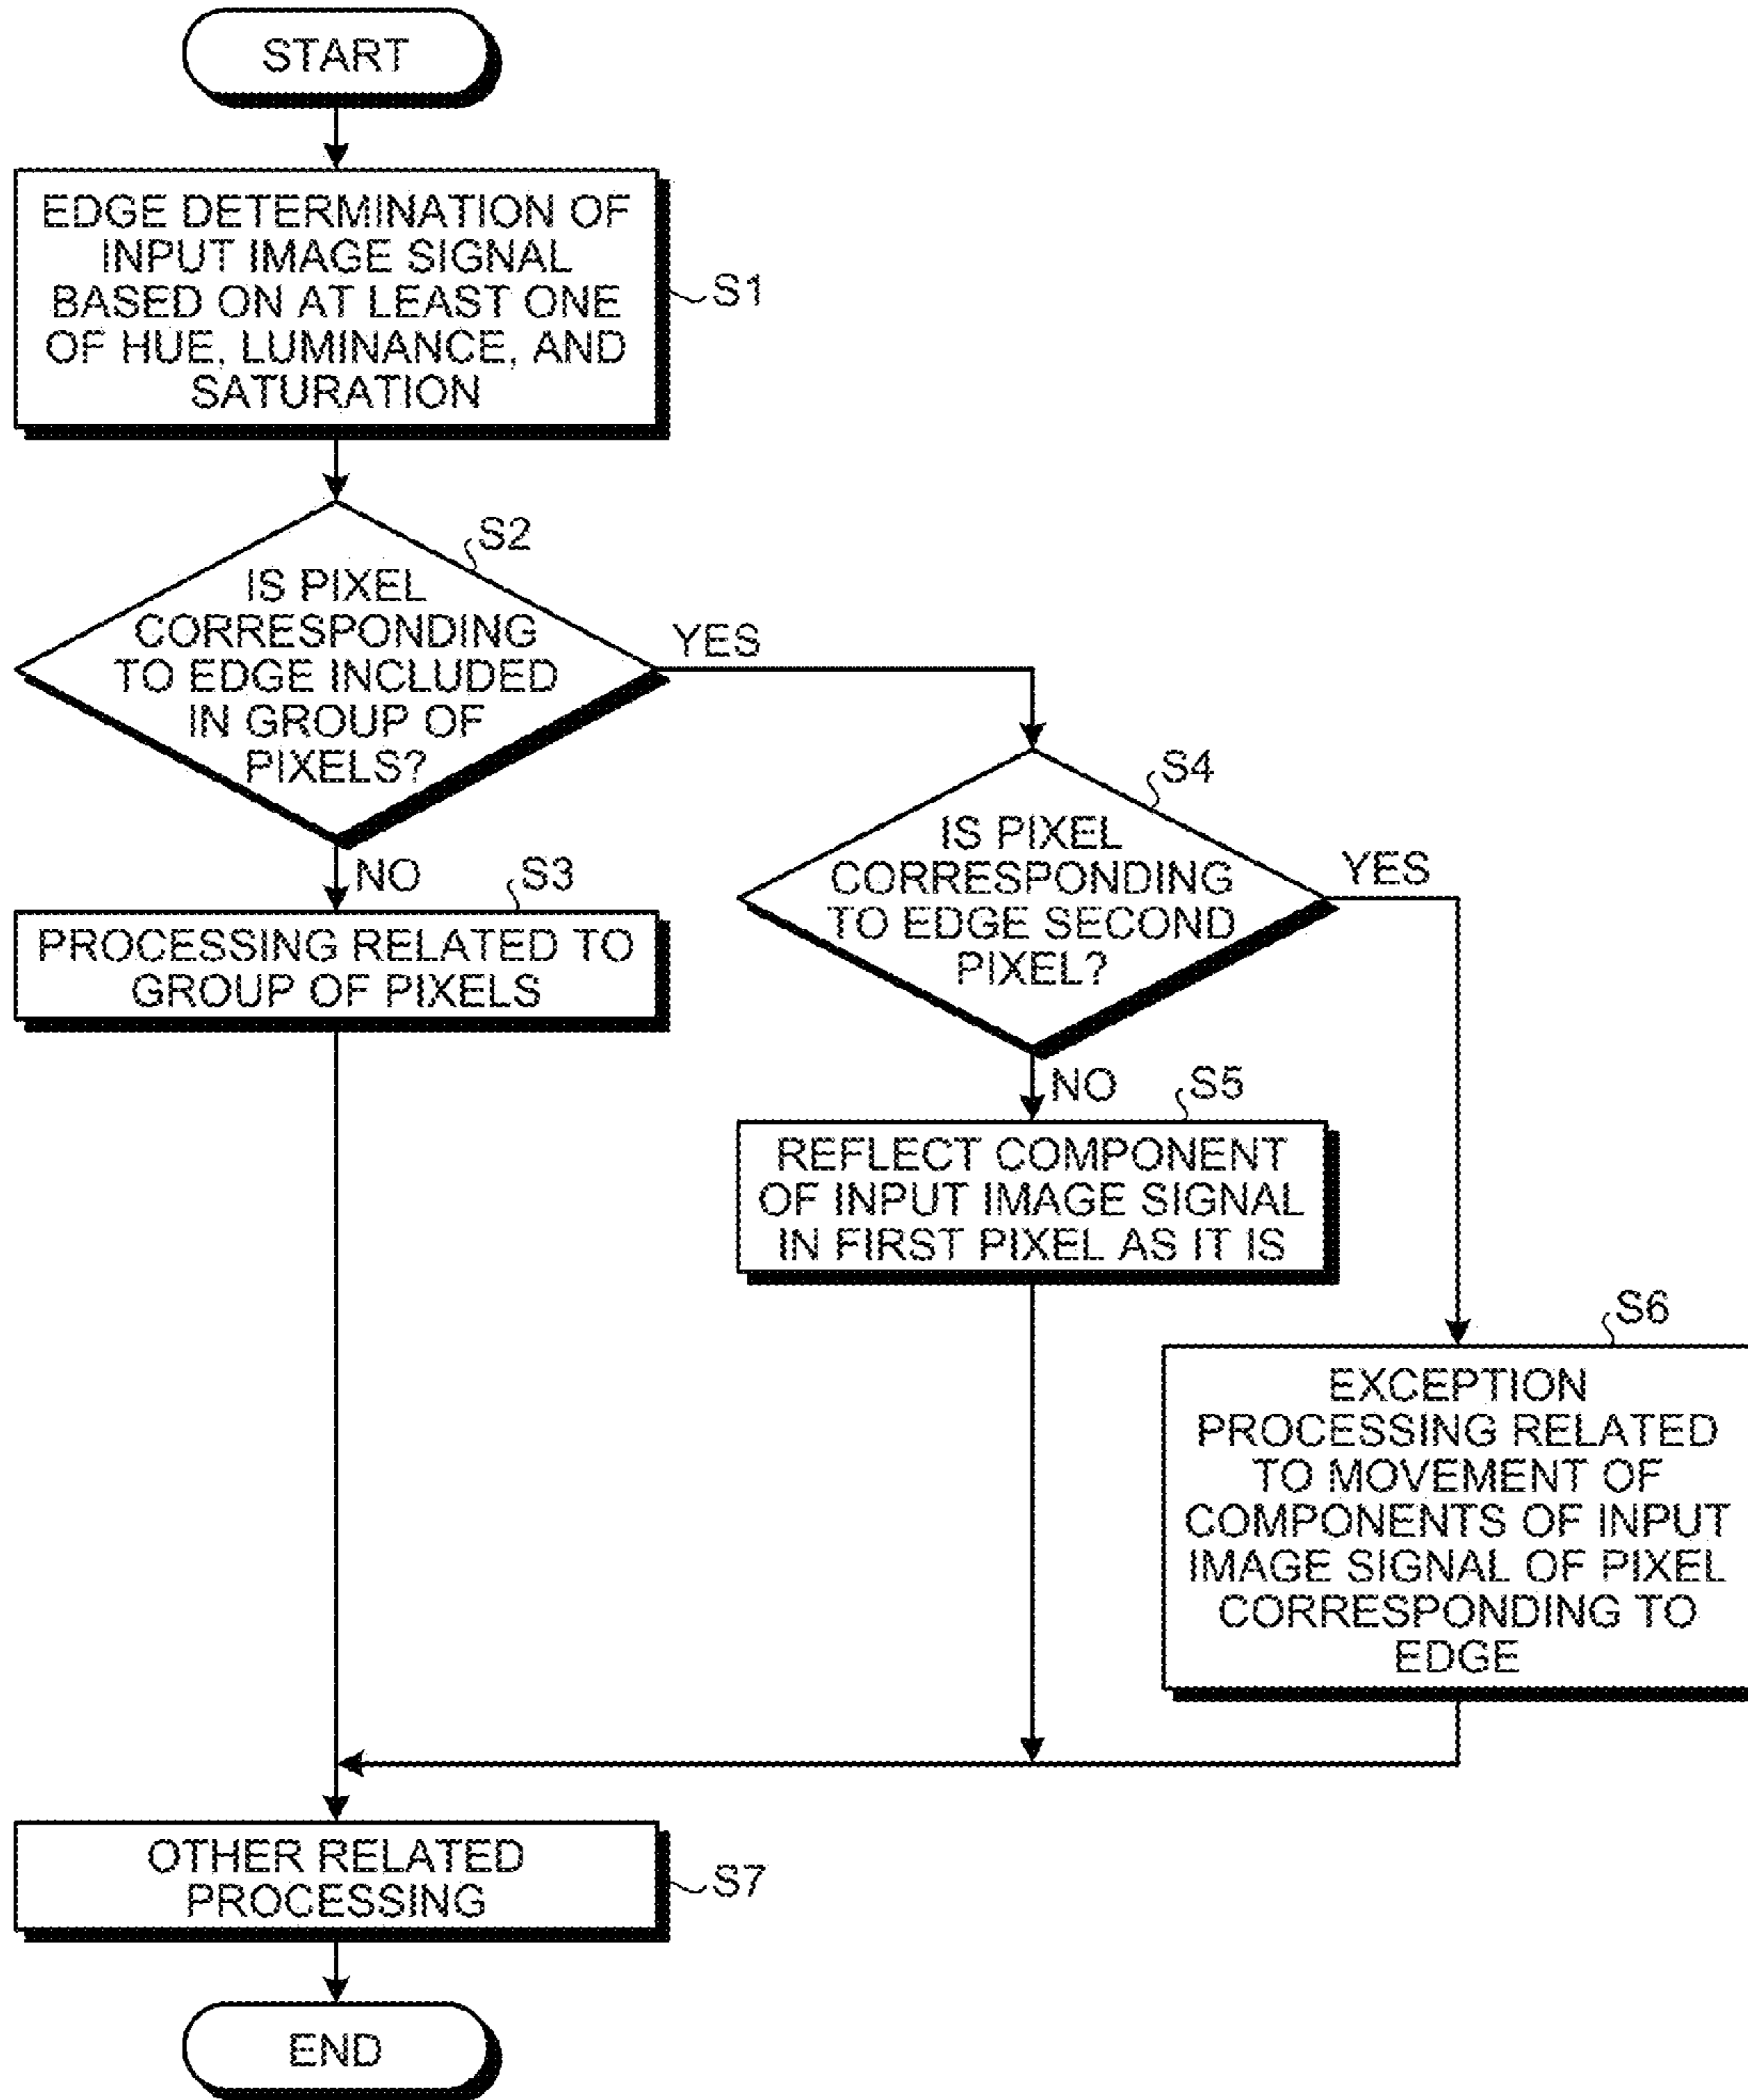 START
EDGE DETERMINATION OF
INPUT IMAGE SIGNAL
BASED ON AT LEAST ONE
OF HUE, LUMINANCE, AND
SATURATION
S1
S2
IS PIXEL
CORRESPONDING
TO EDGE INCLUDED
IN GROUP OF
PIXELS?
YES
NO
S3
PROCESSING RELATED TO
GROUP OF PIXELS
S4
IS PIXEL
CORRESPONDING
TO EDGE SECOND
PIXEL?
YES
NO
S5
REFLECT COMPONENT
OF INPUT IMAGE SIGNAL
IN FIRST PIXEL AS IT IS
S6
EXCEPTION
PROCESSING RELATED
TO MOVEMENT OF
COMPONENTS OF INPUT
IMAGE SIGNAL OF PIXEL
CORRESPONDING TO
EDGE
OTHER RELATED
PROCESSING
S7
END